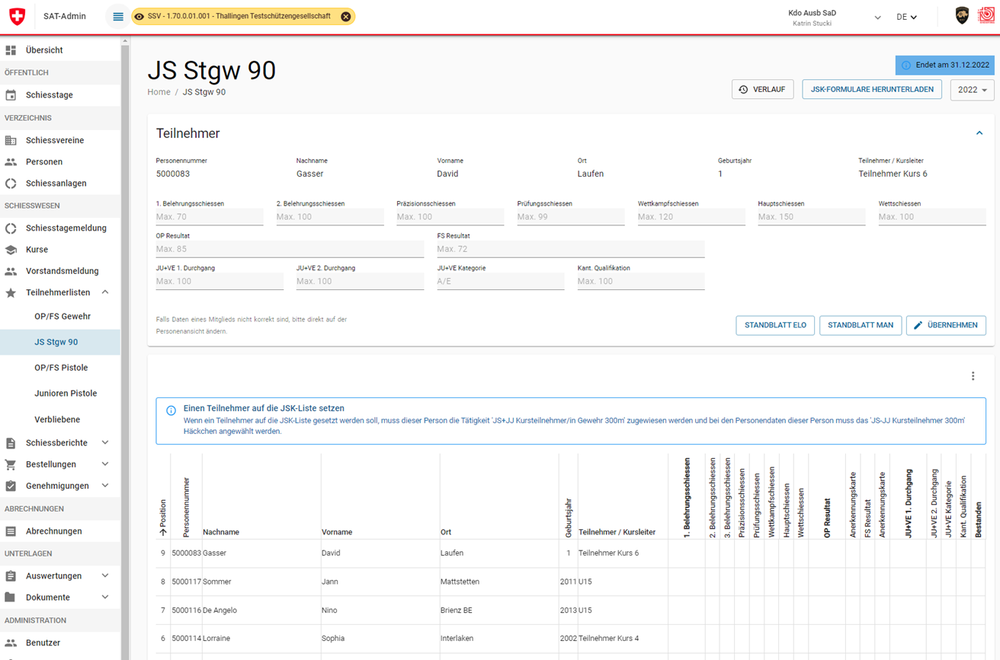 SAT-Admin
SSV - 1.70.0.01.001 - Thallingen Testschützengesellschaft
Kdo Ausb SaD
Katrin Stucki
DE
Übersicht
ÖFFENTLICH
Schiesstage
VERZEICHNIS
Schiessvereine
Personen
Schiessanlagen
SCHIESSWESEN
Schiesstagemeldung
Kurse
Vorstandsmeldung
Teilnehmerlisten
OP/FS Gewehr
JS Stgw 90
OP/FS Pistole
Junioren Pistole
Verbliebene
Schiessberichte
Bestellungen
Genehmigungen
ABRECHNUNGEN
Abrechnungen
UNTERLAGEN
Auswertungen
Dokumente
ADMINISTRATION
Benutzer
JS Stgw 90
Home / JS Stgw 90
Endet am 31.12.2022
VERLAUF
JSK-FORMULARE HERUNTERLADEN
2022
Teilnehmer
Personennummer Nachname Vorname Ort Geburtsjahr Teilnehmer / Kursleiter
5000083 Gasser David Laufen 1 Teilnehmer Kurs 6
1. Belehrungsschiessen 2. Belehrungsschiessen Präzisionsschiessen Prüfungsschiessen Wettkampfschiessen Hauptschiessen Wettschiessen
Max. 70 Max. 100 Max. 100 Max. 99 Max. 120 Max. 150 Max. 100
OP Resultat FS Resultat
Max. 85 Max. 72
JU+VE 1. Durchgang JU+VE 2. Durchgang JU+VE Kategorie Kant. Qualifikation
Max. 100 Max. 100 A/E Max. 100
Falls Daten eines Mitglieds nicht korrekt sind, bitte direkt auf der
Personenansicht ändern.
STANDBLATT ELO STANDBLATT MAN ÜBERNEHMEN
Einen Teilnehmer auf die JSK-Liste setzen
Wenn ein Teilnehmer auf die JSK-Liste gesetzt werden soll, muss dieser Person die Tätigkeit 'JS+JJ Kursteilnehmer/in Gewehr 300m' zugewiesen werden und bei den Personendaten dieser Person muss das 'JS-JJ Kursteilnehmer 300m'
Häckchen angewählt werden.
Position Personennummer Nachname Vorname Ort Geburtsjahr Teilnehmer / Kursleiter 1. Belehrungsschiessen 2. Belehrungsschiessen 3. Belehrungsschiessen Präzisionsschiessen Prüfungsschiessen Wettkampfschiessen Hauptschiessen Wettschiessen OP Resultat Anerkennungskarte FS Resultat Anerkennungskarte JU+VE 1. Durchgang JU+VE 2. Durchgang JU+VE Kategorie Kant. Qualifikation Bestanden
9 5000083 Gasser David Laufen 1 Teilnehmer Kurs 6
8 5000117 Sommer Jann Mattstetten 2011 U15
7 5000116 De Angelo Nino Brienz BE 2013 U15
6 5000114 Lorraine Sophia Interlaken 2002 Teilnehmer Kurs 4